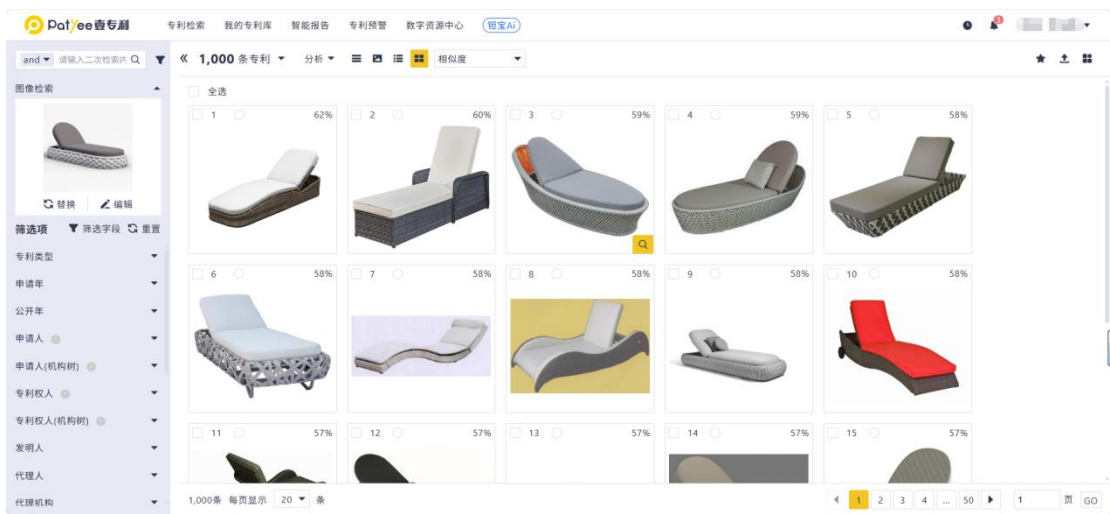 Patyee壹专利 专利检索 我的专利库 智能报告 专利预警 数字资源中心 钽宝Ai 3
and 请输入二次检索内 1,000 条专利 分析 相似度
图像检索 全选
1 62% 2 60% 3 59% 4 59% 5 58%
替换 编辑
筛选项 筛选字段 重置
专利类型
6 58% 7 58% 8 58% 9 58% 10 58%
申请年
公开年
申请人
申请人(机构树)
专利权人
专利权人(机构树)
11 57% 12 57% 13 57% 14 57% 15 57%
发明人
代理人
代理机构
1,000条 每页显示 20 条 1 2 3 4 ... 50 1 页 GO